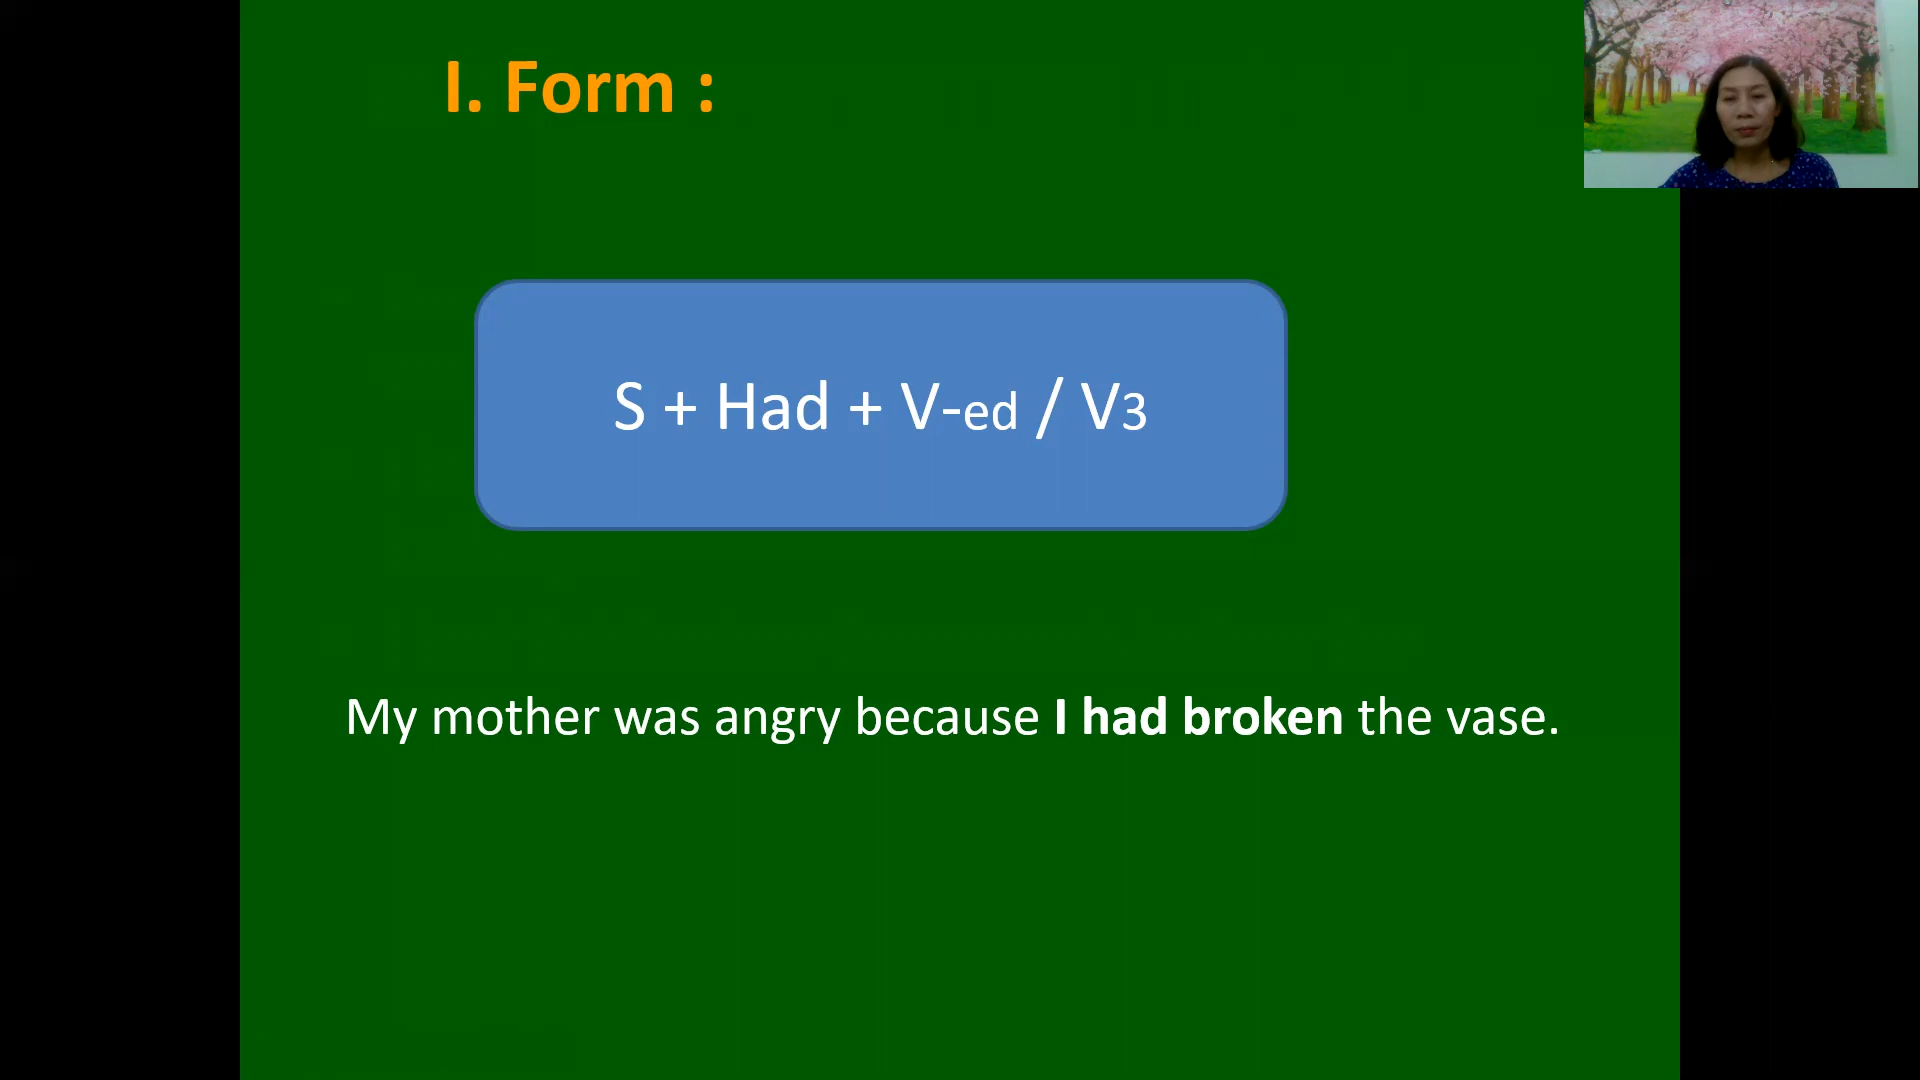 I. Form :
S + Had + V-ed / V3
My mother was angry because I had broken the vase.